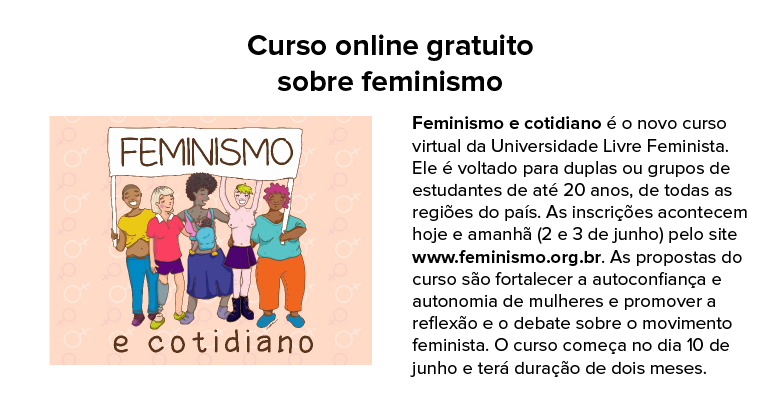 Curso online gratuito
sobre feminismo
FEMINISMO
e cotidiano
Feminismo e cotidiano é o novo curso
virtual da Universidade Livre Feminista.
Ele é voltado para duplas ou grupos de
estudantes de até 20 anos, de todas as
regiões do país. As inscrições acontecem
hoje e amanhã (2 e 3 de junho) pelo site
www.feminismo.org.br. As propostas do
curso são fortalecer a autoconfiança e
autonomia de mulheres e promover a
reflexão e o debate sobre o movimento
feminista. O curso começa no dia 10 de
junho e terá duração de dois meses.